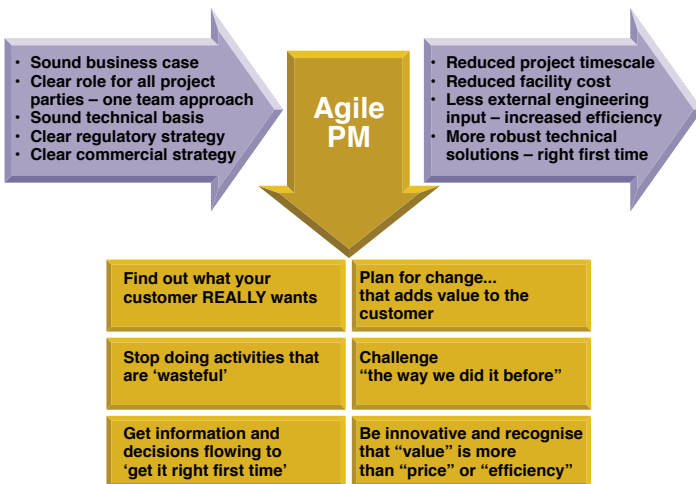 · Sound business case
· Clear role for all project
parties – one team approach
· Sound technical basis
· Clear regulatory strategy
· Clear commercial strategy
Agile
PM
· Reduced project timescale
· Reduced facility cost
· Less external engineering
input – increased efficiency
· More robust technical
solutions – right first time
Find out what your
customer REALLY wants
Plan for change...
that adds value to the
customer
Stop doing activities that
are ‘wasteful’
Challenge
“the way we did it before”
Get information and
decisions flowing to
‘get it right first time’
Be innovative and recognise
that “value” is more
than “price” or “efficiency”